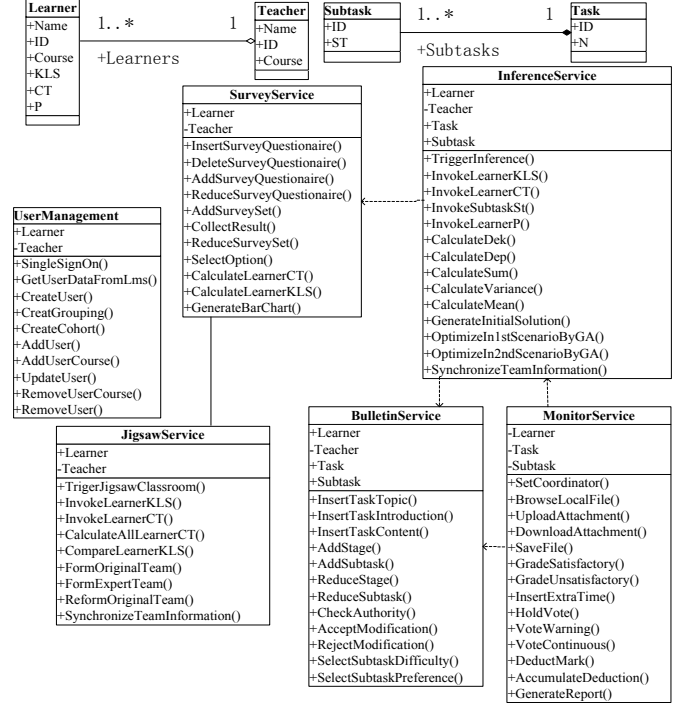 Learner
+Name
+ID
+Course
+KLS
+CT
+P
1..*
1
+Learners
Teacher
+Name
+ID
+Course
Subtask
+ID
+ST
1..*
1
+Subtasks
Task
+ID
+N
SurveyService
+Learner
-Teacher
+InsertSurveyQuestionaire()
+DeleteSurveyQuestionaire()
+AddSurveyQuestionaire()
+ReduceSurveyQuestionaire()
+AddSurveySet()
+CollectResult()
+ReduceSurveySet()
+SelectOption()
+CalculateLearnerCT()
+CalculateLearnerKLS()
+GenerateBarChart()
InferenceService
+Learner
-Teacher
+Task
+Subtask
+TriggerInference()
+InvokeLearnerKLS()
+InvokeLearnerCT()
+InvokeSubtaskSt()
+InvokeLearnerP()
+CalculateDek()
+CalculateDep()
+CalculateSum()
+CalculateVariance()
+CalculateMean()
+GenerateInitialSolution()
+OptimizeIn1stScenarioByGA()
+OptimizeIn2ndScenarioByGA()
+SynchronizeTeamInformation()
UserManagement
+Learner
-Teacher
+SingleSignOn()
+GetUserDataFromLms()
+CreateUser()
+CreatGrouping()
+CreateCohort()
+AddUser()
+AddUserCourse()
+UpdateUser()
+RemoveUserCourse()
+RemoveUser()
JigsawService
+Learner
-Teacher
+TrigerJigsawClassroom()
+InvokeLearnerKLS()
+InvokeLearnerCT()
+CalculateAllLearnerCT()
+CompareLearnerKLS()
+FormOriginalTeam()
+FormExpertTeam()
+ReformOriginalTeam()
+SynchronizeTeamInformation()
BulletinService
+Learner
-Teacher
+Task
+Subtask
+InsertTaskTopic()
+InsertTaskIntroduction()
+InsertTaskContent()
+AddStage()
+AddSubtask()
+ReduceStage()
+ReduceSubtask()
+CheckAuthority()
+AcceptModification()
+RejectModification()
+SelectSubtaskDifficulty()
+SelectSubtaskPreference()
MonitorService
-Learner
-Task
-Subtask
+SetCoordinator()
+BrowseLocalFile()
+UploadAttachment()
+DownloadAttachment()
+SaveFile()
+GradeSatisfactory()
+GradeUnsatisfactory()
+InsertExtraTime()
+HoldVote()
+VoteWarning()
+VoteContinuous()
+DeductMark()
+AccumulateDeduction()
+GenerateReport()